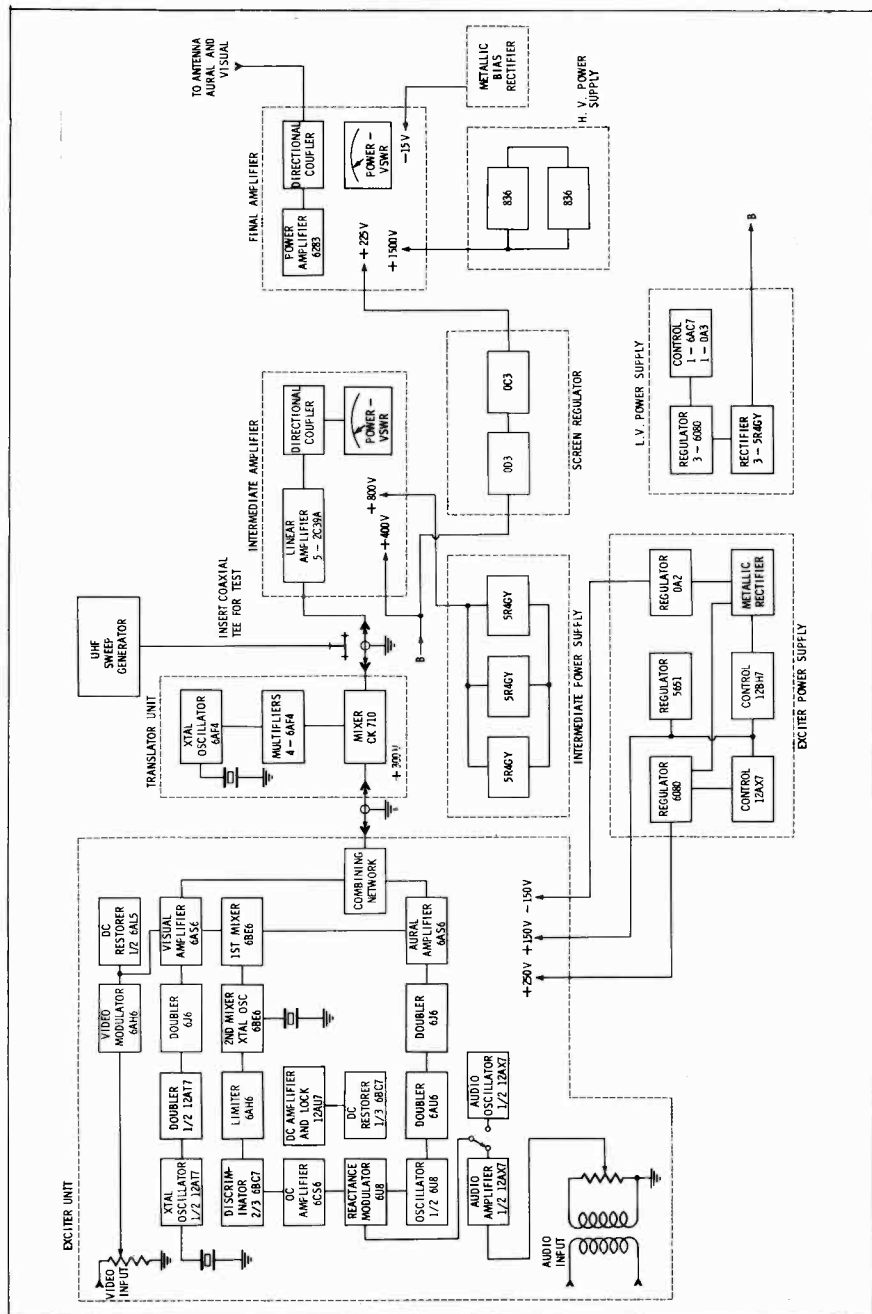 EXCITER UNIT
VIDEO
INPUT
VIDEO
MODULATOR
6AH6
DC
RESTORER
1/2 6AL5
XTAL
OSCILLATOR
1/2 12AT7
DOUBLER
1/2 12AT7
DOUBLER
6J6
VISUAL
AMPLIFIER
6AS6
DISCRIM-
INATOR
2/3 6BC7
LIMITER
6AH6
2ND MIXER
XTAL OSC
6BE6
1ST MIXER
6BE6
OC
AMPLIFIER
6CS6
DC AMPLIFIER
AND LOCK
12AU7
REACTANCE
MODULATOR
6U8
DC
RESTORER
1/3 6BC7
OSCILLATOR
1/2 6U8
DOUBLER
6AU6
DOUBLER
6J6
AURAL
AMPLIFIER
6AS6
COMBINING
NETWORK
AUDIO
AMPLIFIER
1/2 12AX7
AUDIO
OSCILLATOR
1/2 12AX7
AUDIO
INPUT
+250V
+150V
-150V
TRANSLATOR UNIT
XTAL
OSCILLATOR
6AF4
MULTIPLIERS
4 - 6AF4
MIXER
CK 710
+300V
UHF
SWEEP
GENERATOR
INSERT COAXIAL
TEE FOR TEST
B
INTERMEDIATE AMPLIFIER
LINEAR
AMPLIFIER
5 - 2C39A
DIRECTIONAL
COUPLER
POWER -
VSWR
+400V
+800V
INTERMEDIATE POWER SUPPLY
5R4GY
5R4GY
5R4GY
EXCITER POWER SUPPLY
REGULATOR
6080
REGULATOR
5651
REGULATOR
0A2
CONTROL
12AX7
CONTROL
12BH7
METALLIC
RECTIFIER
SCREEN REGULATOR
0D3
0C3
L.V. POWER SUPPLY
REGULATOR
3 - 6080
CONTROL
1 - 6AC7
1 - 0A3
RECTIFIER
3 - 5R4GY
B
FINAL AMPLIFIER
POWER
AMPLIFIER
6283
DIRECTIONAL
COUPLER
POWER -
VSWR
+225V
+1500V
-15V
TO ANTENNA
AURAL AND
VISUAL
METALLIC
BIAS
RECTIFIER
H.V. POWER
SUPPLY
836
836